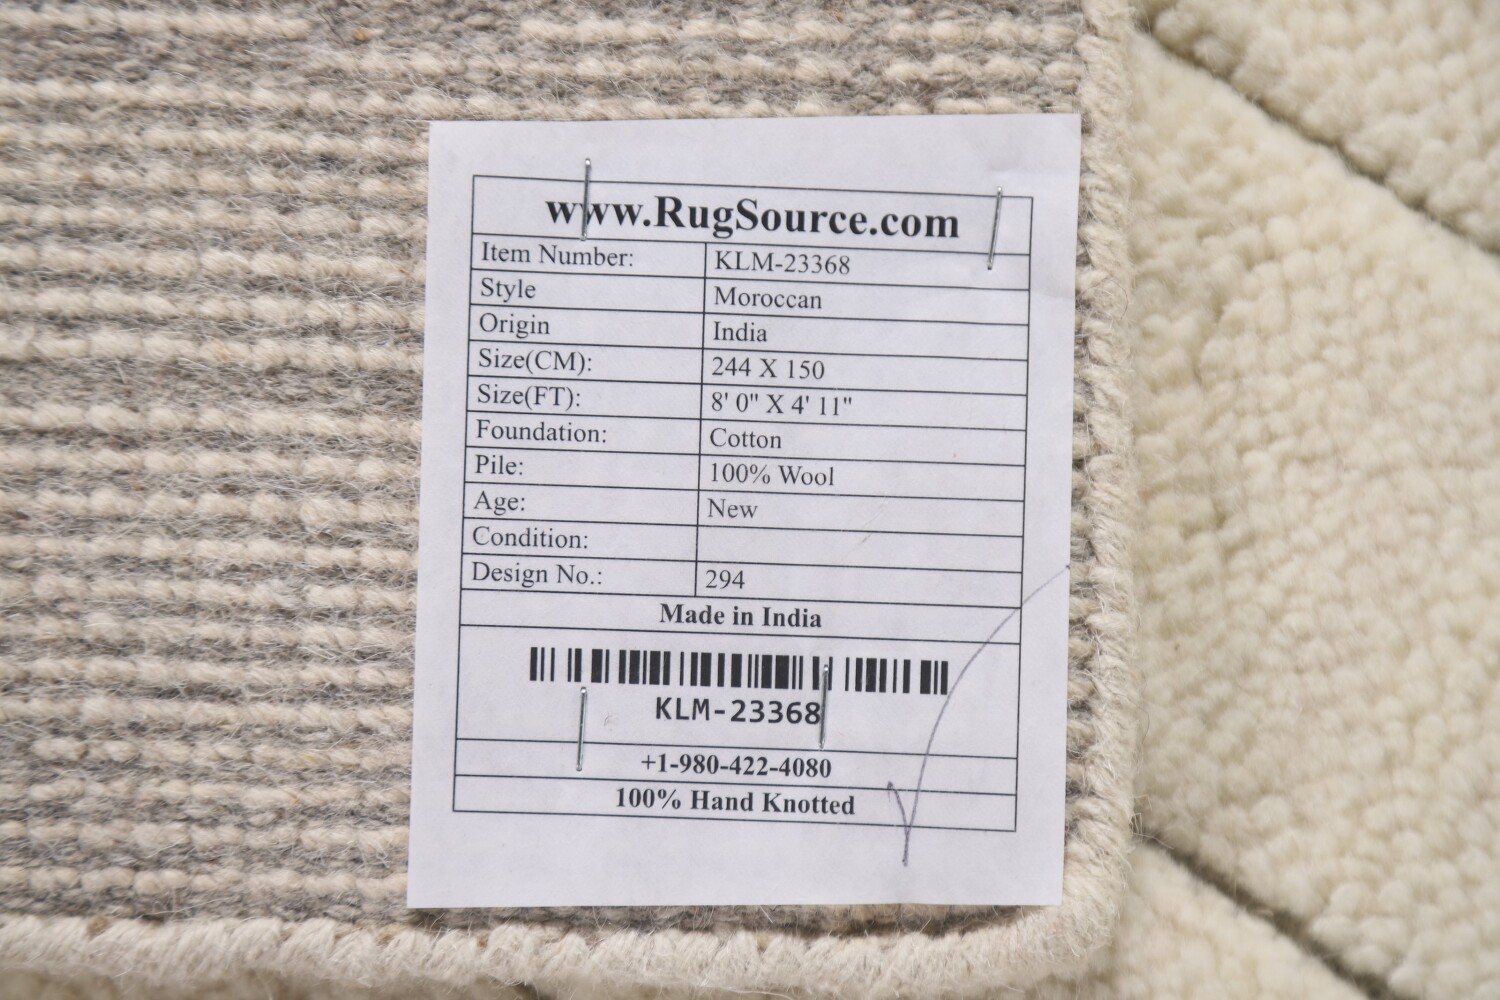 www.RugSource.com
Item Number: KLM-23368
Style Moroccan
Origin India
Size(CM): 244 X 150
Size(FT): 8' 0" X 4' 11"
Foundation: Cotton
Pile: 100% Wool
Age: New
Condition:
Design No.: 294
Made in India
KLM-23368
+1-980-422-4080
100% Hand Knotted